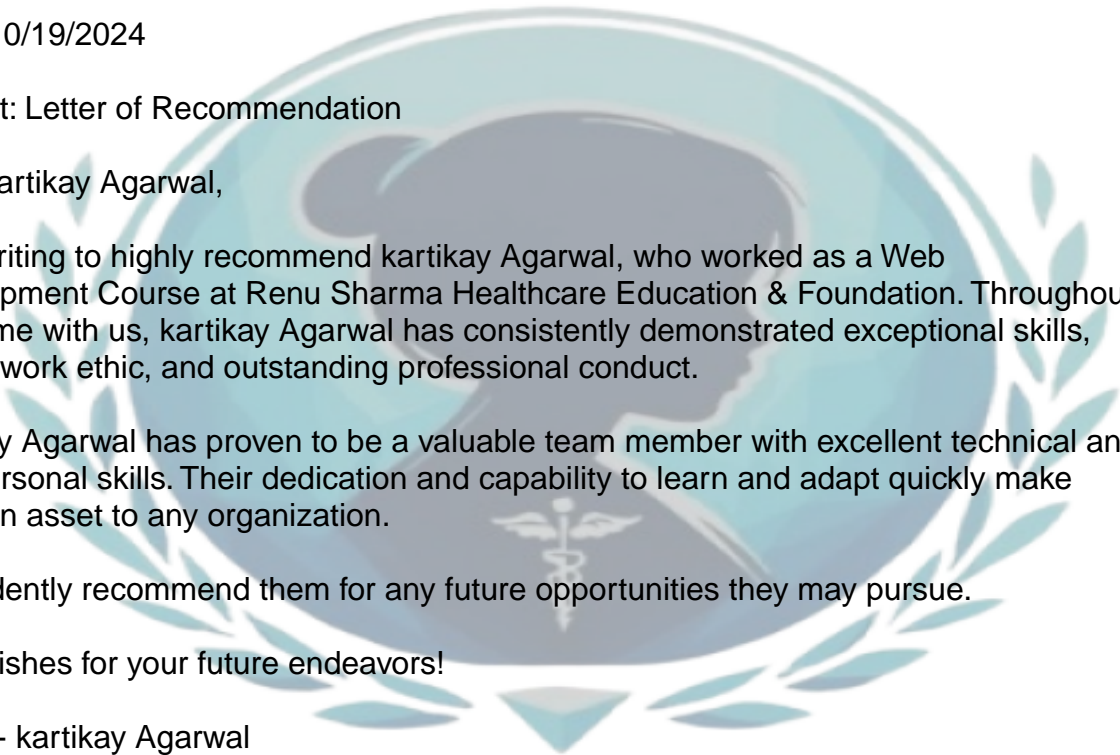 0/19/2024
t: Letter of Recommendation
artikay Agarwal,
riting to highly recommend kartikay Agarwal, who worked as a Web
pment Course at Renu Sharma Healthcare Education & Foundation. Throughou
me with us, kartikay Agarwal has consistently demonstrated exceptional skills,
work ethic, and outstanding professional conduct.
y Agarwal has proven to be a valuable team member with excellent technical an
rsonal skills. Their dedication and capability to learn and adapt quickly make
n asset to any organization.
dently recommend them for any future opportunities they may pursue.
ishes for your future endeavors!
- kartikay Agarwal